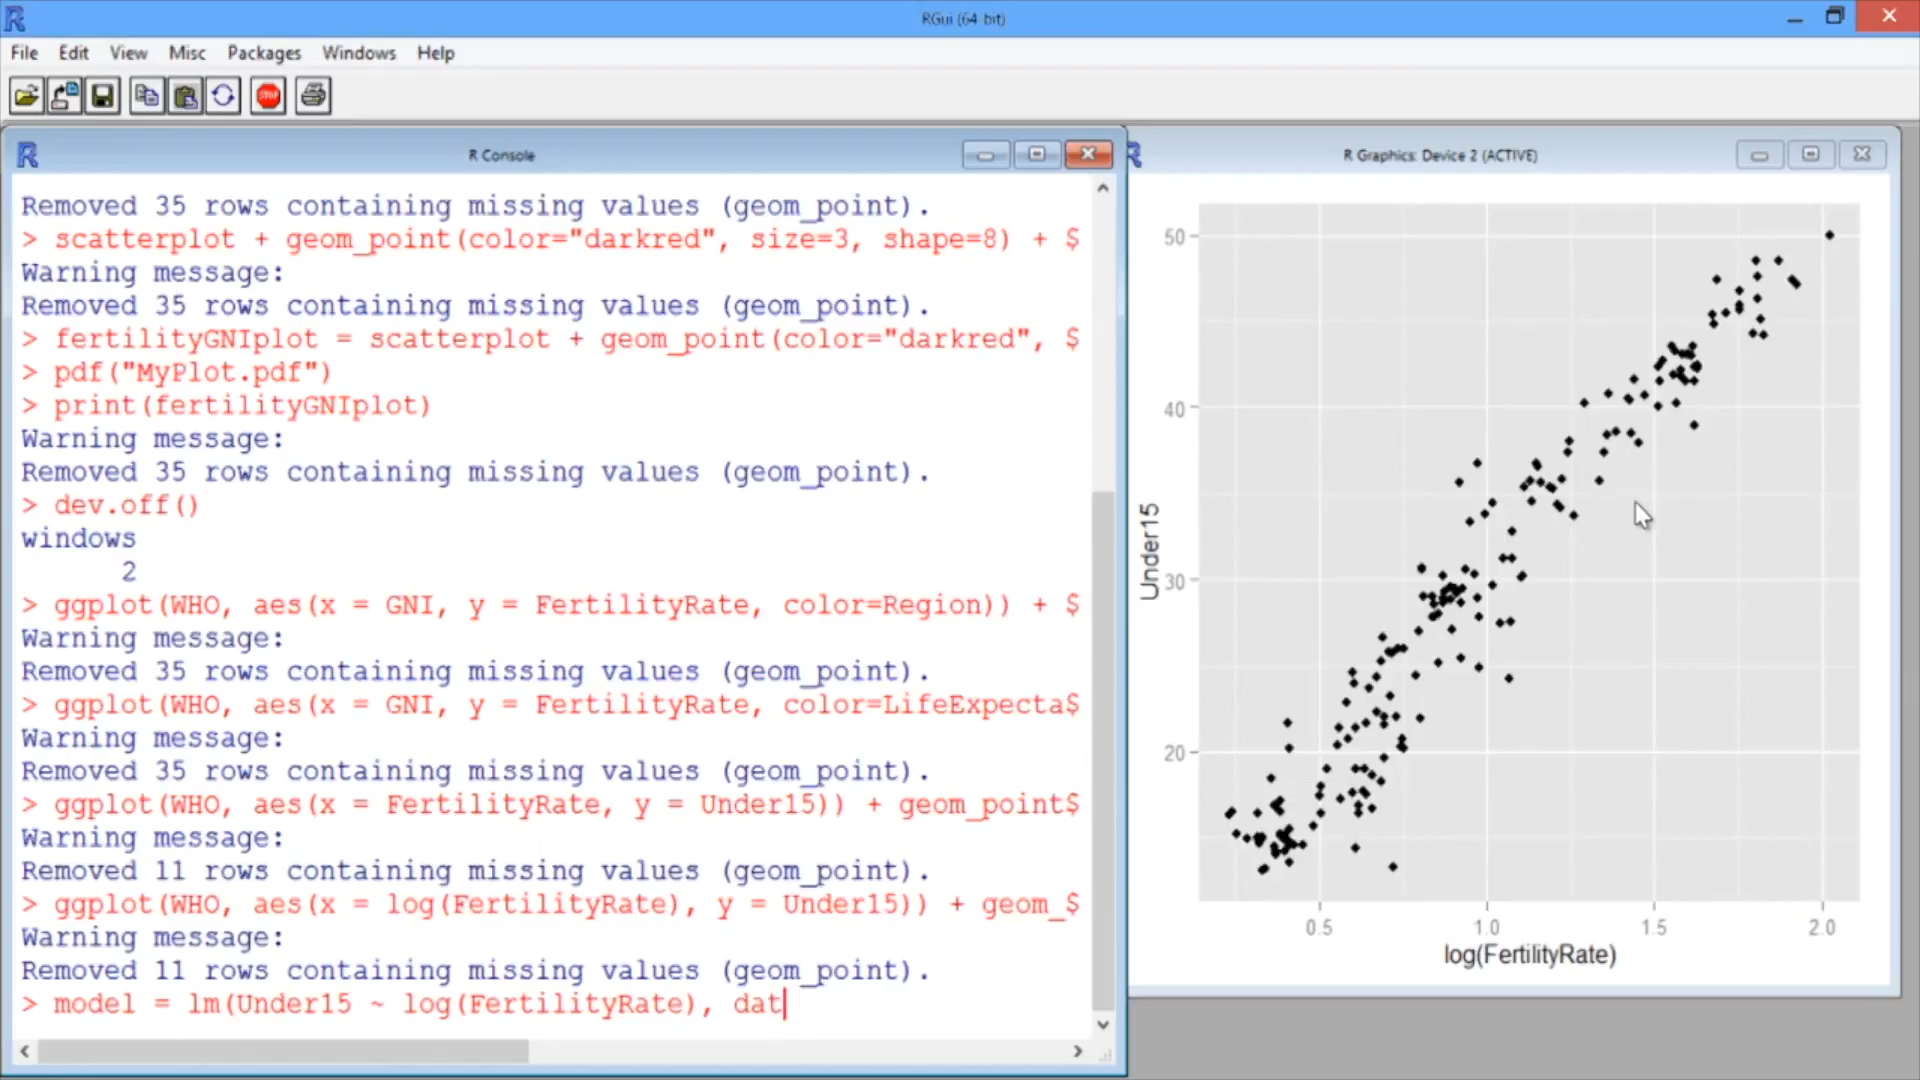 RGui (64-bit)
File Edit View Misc Packages Windows Help
STOP
R Console
Removed 35 rows containing missing values (geom_point).
> scatterplot + geom_point(color="darkred", size=3, shape=8) + $
Warning message:
Removed 35 rows containing missing values (geom_point).
> fertilityGNIplot = scatterplot + geom_point(color="darkred", $
> pdf("MyPlot.pdf")
> print(fertilityGNIplot)
Warning message:
Removed 35 rows containing missing values (geom_point).
> dev.off()
windows
2
> ggplot(WHO, aes(x = GNI, y = FertilityRate, color=Region)) + $
Warning message:
Removed 35 rows containing missing values (geom_point).
> ggplot(WHO, aes(x = GNI, y = FertilityRate, color=LifeExpecta$
Warning message:
Removed 35 rows containing missing values (geom_point).
> ggplot(WHO, aes(x = FertilityRate, y = Under15)) + geom_point$
Warning message:
Removed 11 rows containing missing values (geom_point).
> ggplot(WHO, aes(x = log(FertilityRate), y = Under15)) + geom_$
Warning message:
Removed 11 rows containing missing values (geom_point).
> model = lm(Under15 ~ log(FertilityRate), dat
R Graphics: Device 2 (ACTIVE)
50
40
30
20
Under15
0.5 1.0 1.5 2.0
log(FertilityRate)